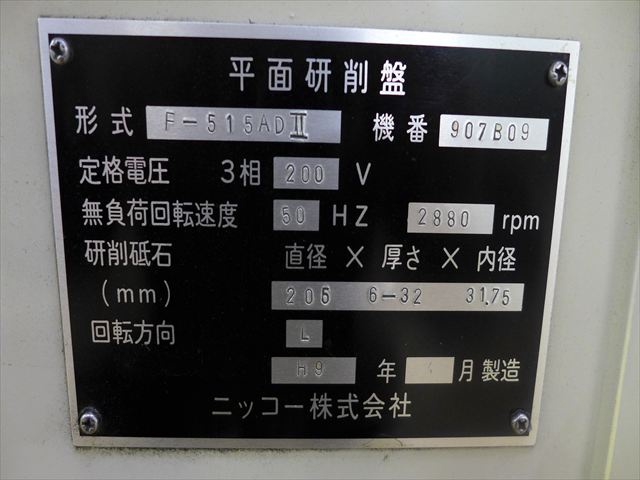 平面研削盤
形式 F-515ADⅡ 機番 907B09
定格電圧 3相 200 V
無負荷回転速度 50 HZ 2880 rpm
研削砥石 直径 × 厚さ × 内径
(mm) 205 6-32 31.75
回転方向 L
H9 年 月製造
ニッコー株式会社